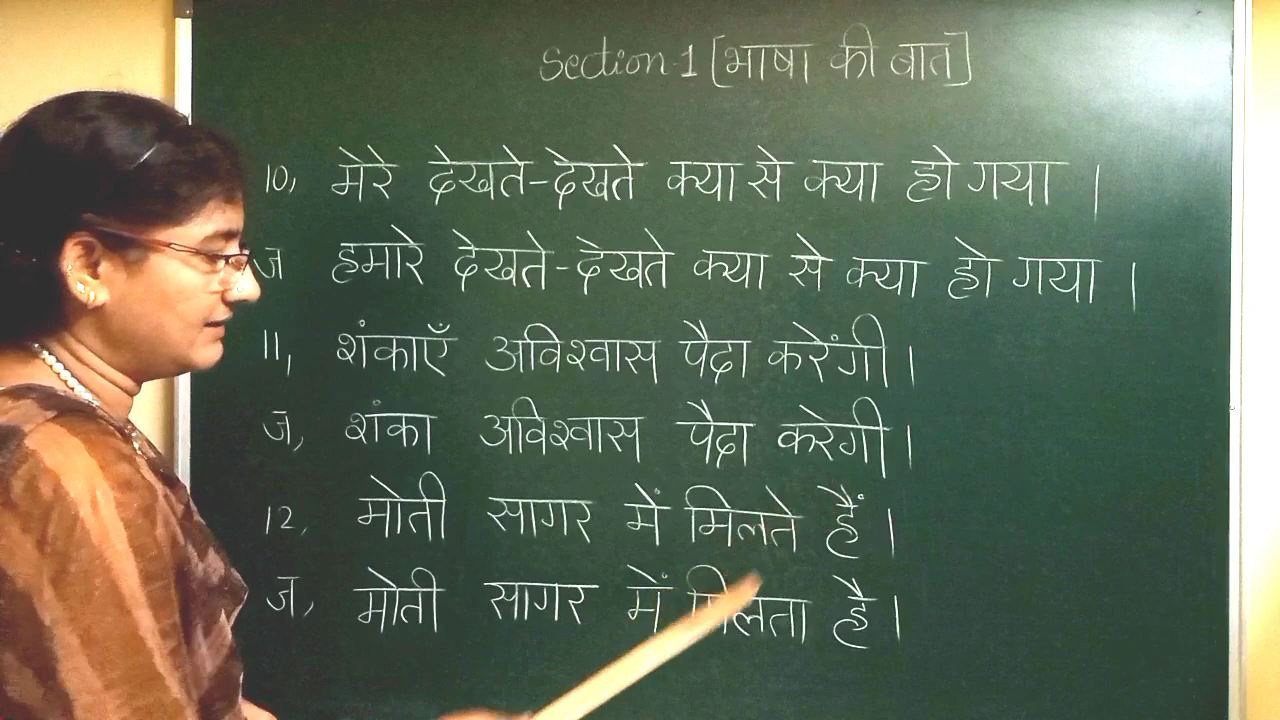 Section-1 [भाषा की बात]
10, मेरे देखते-देखते क्या से क्या हो गया ।
ज हमारे देखते-देखते क्या से क्या हो गया ।
11, शंकाएँ अविश्वास पैदा करेंगी ।
ज, शंका अविश्वास पैदा करेगी ।
12, मोती सागर में मिलते हैं ।
ज, मोती सागर में मिलता है ।